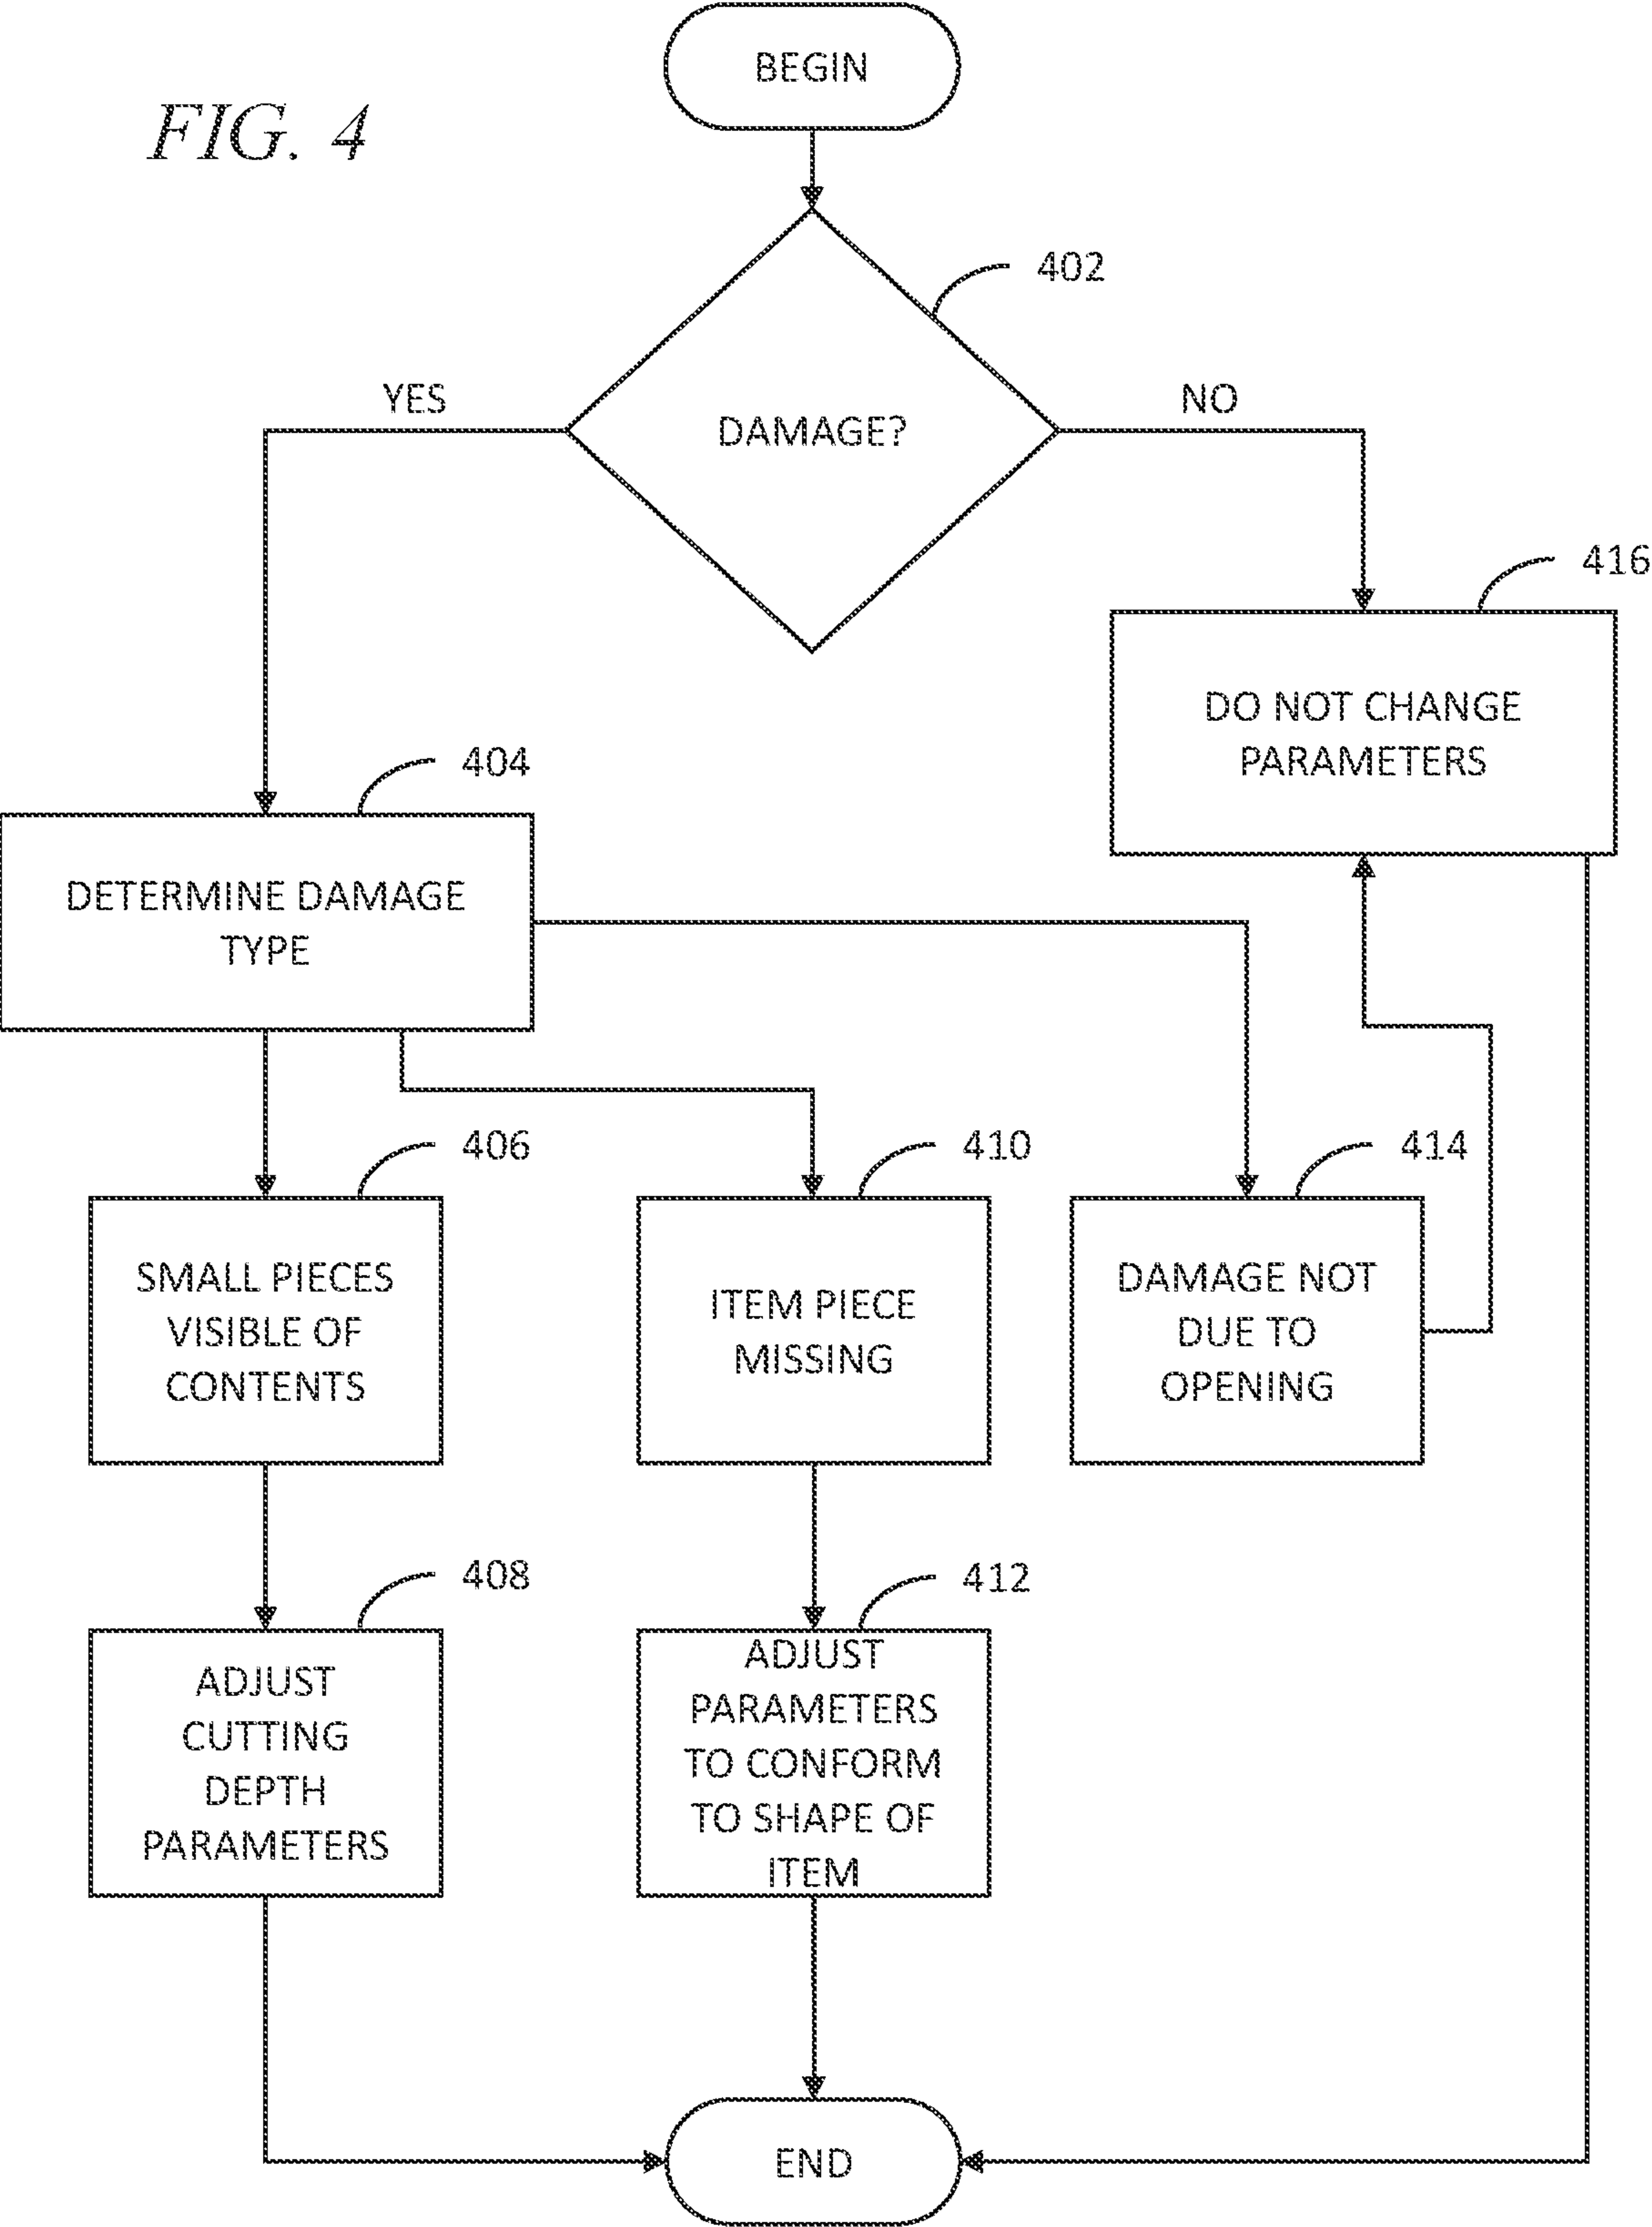 BEGIN
FIG. 4
402
YES
NO
DAMAGE?
416
DO NOT CHANGE
PARAMETERS
404
DETERMINE DAMAGE
TYPE
406
410
414
SMALL PIECES
VISIBLE OF
CONTENTS
ITEM PIECE
MISSING
DAMAGE NOT
DUE TO
OPENING
408
412
ADJUST
CUTTING
DEPTH
PARAMETERS
ADJUST
PARAMETERS
TO CONFORM
TO SHAPE OF
ITEM
END